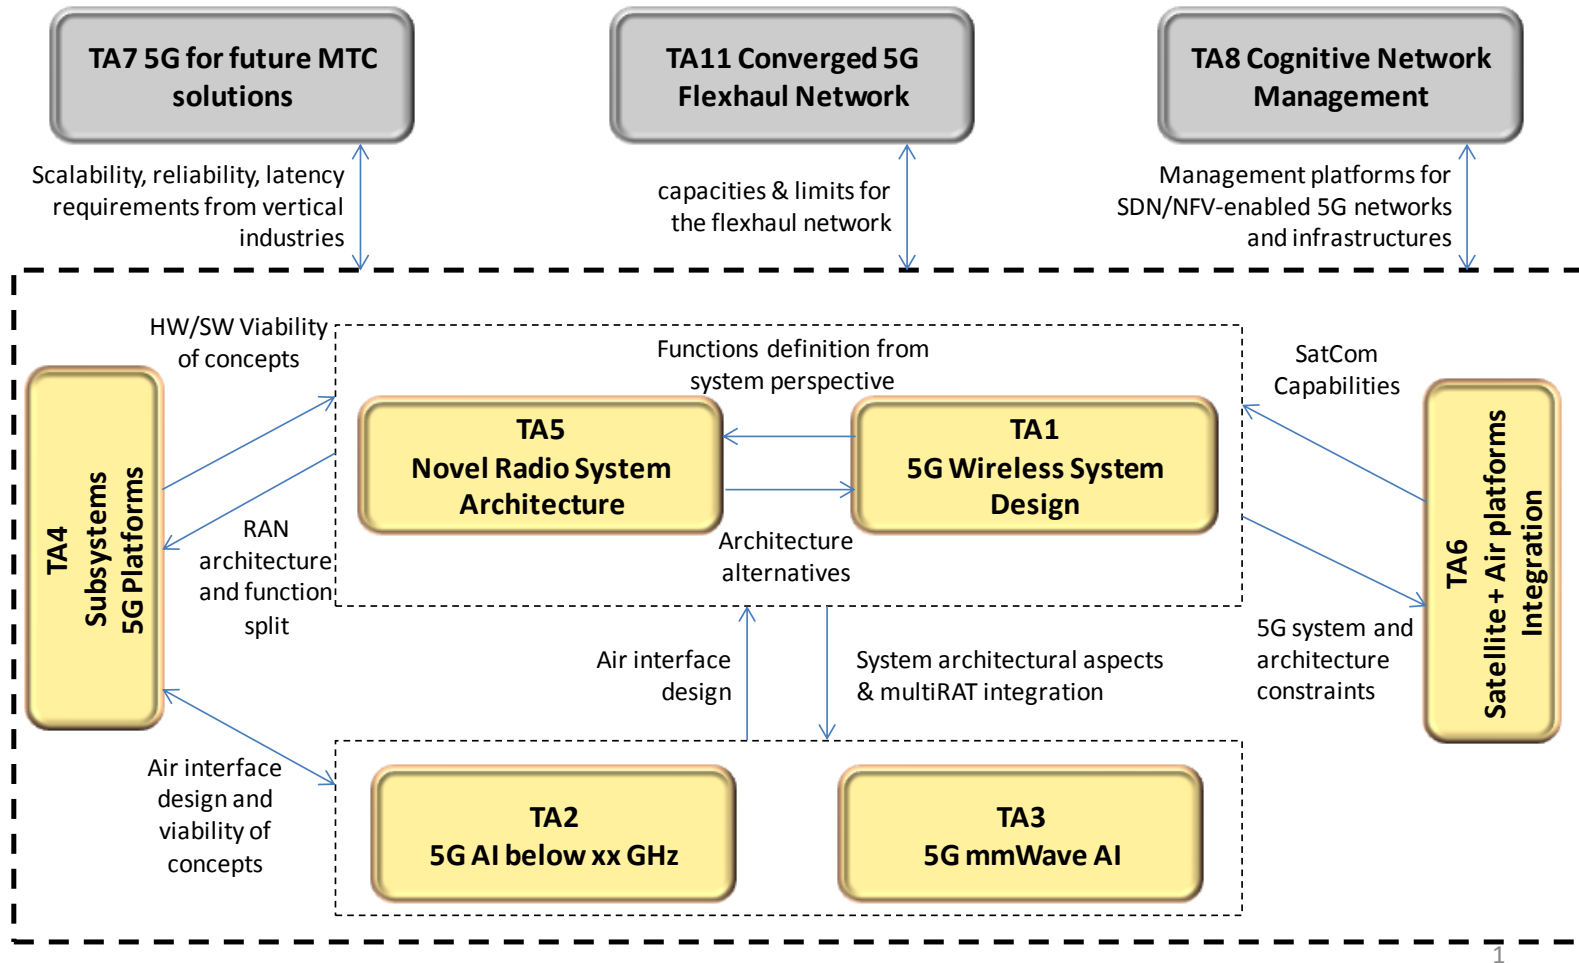 TA7 5G for future MTC
solutions
TA11 Converged 5G
Flexhaul Network
TA8 Cognitive Network
Management
Scalability, reliability, latency
requirements from vertical
industries
capacities & limits for
the flexhaul network
Management platforms for
SDN/NFV-enabled 5G networks
and infrastructures
HW/SW Viability
of concepts
Functions definition from
system perspective
SatCom
Capabilities
TA4
Subsystems
5G Platforms
TA5
Novel Radio System
Architecture
TA1
5G Wireless System
Design
TA6
Satellite + Air platforms
Integration
RAN
architecture
and function
split
Architecture
alternatives
Air interface
design
System architectural aspects
& multiRAT integration
5G system and
architecture
constraints
Air interface
design and
viability of
concepts
TA2
5G AI below xx GHz
TA3
5G mmWave AI
1